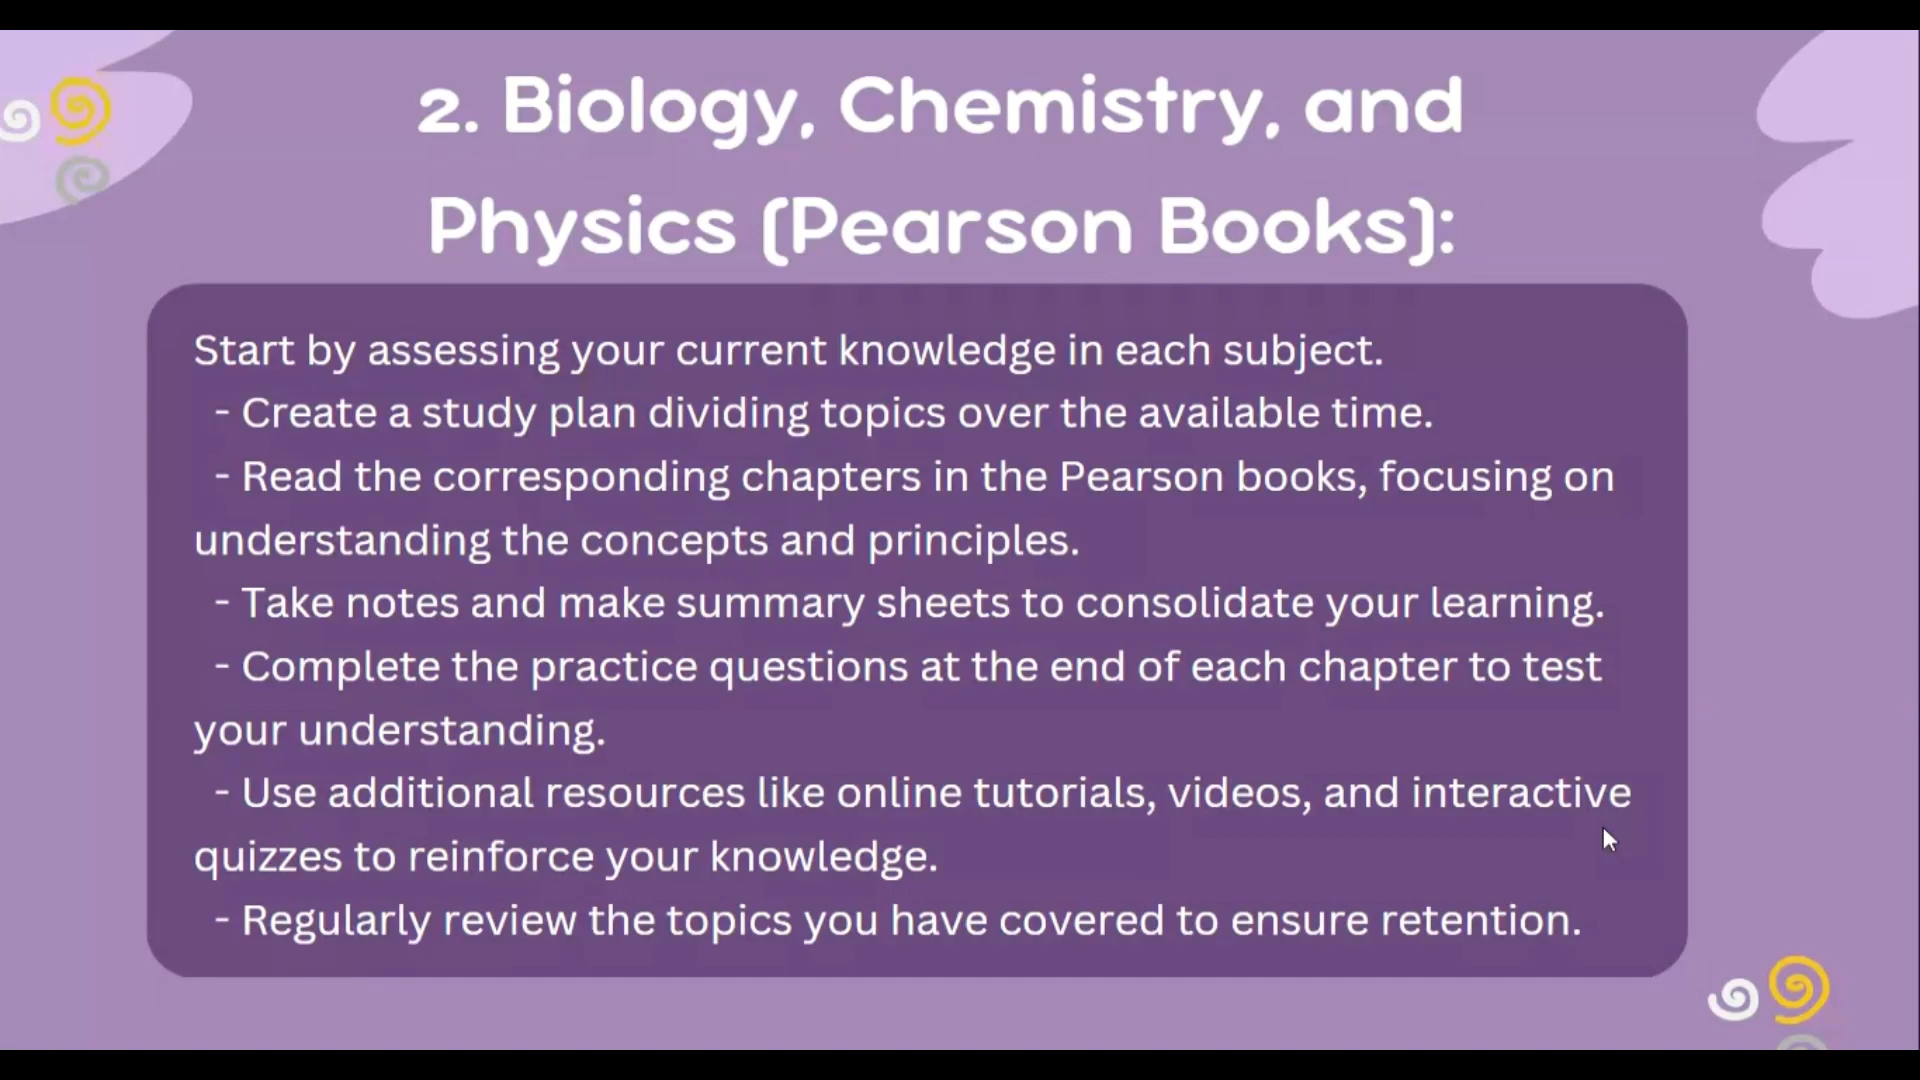 2. Biology, Chemistry, and
Physics (Pearson Books):
Start by assessing your current knowledge in each subject.
- Create a study plan dividing topics over the available time.
- Read the corresponding chapters in the Pearson books, focusing on
understanding the concepts and principles.
- Take notes and make summary sheets to consolidate your learning.
- Complete the practice questions at the end of each chapter to test
your understanding.
- Use additional resources like online tutorials, videos, and interactive
quizzes to reinforce your knowledge.
- Regularly review the topics you have covered to ensure retention.